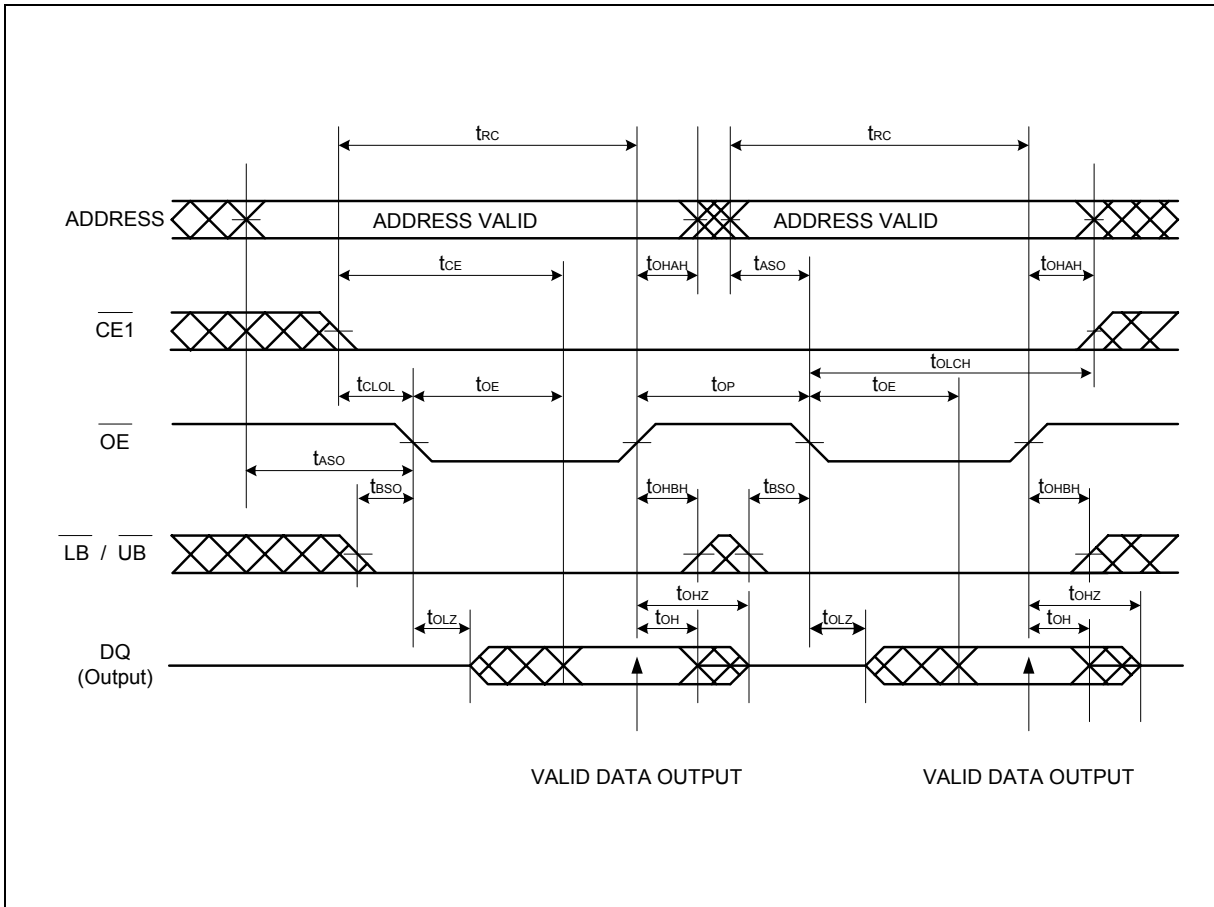 tRC tRC
ADDRESS ADDRESS VALID ADDRESS VALID
tCE tOHAH tASO tOHAH
CE1
tOLCH
tCLOL tOE tOP tOE
OE
tASO
tBSO tOHBH tBSO tOHBH
LB / UB
tOHZ tOHZ
tOLZ tOH tOLZ tOH
DQ
(Output)
VALID DATA OUTPUT VALID DATA OUTPUT